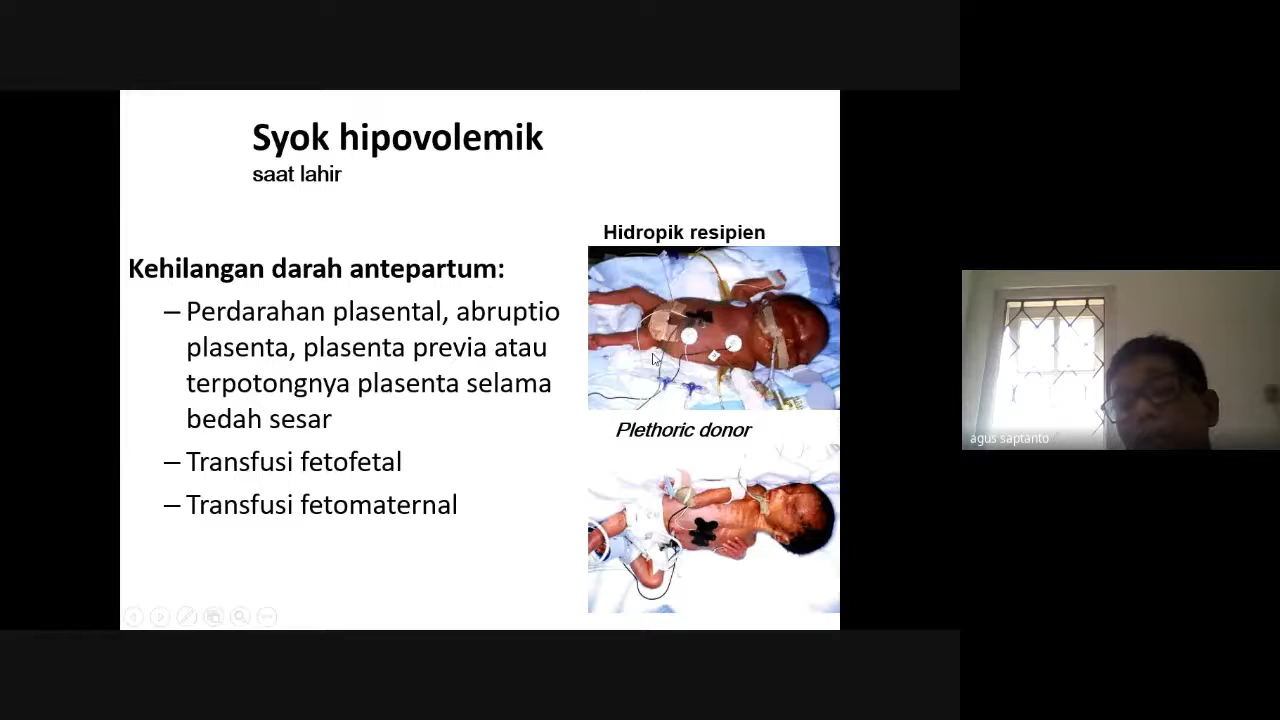 Syok hipovolemik
saat lahir
Kehilangan darah antepartum:
– Perdarahan plasental, abruptio
plasenta, plasenta previa atau
terpotongnya plasenta selama
bedah sesar
– Transfusi fetofetal
– Transfusi fetomaternal
Hidropik resipien
Plethoric donor
agus saptanto